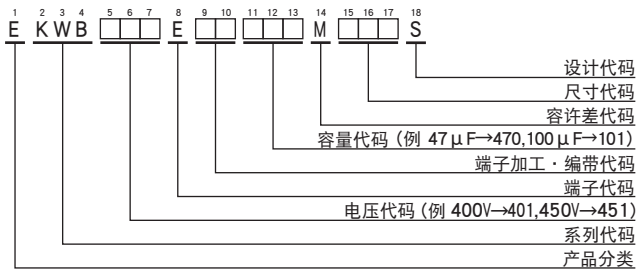 1 2 3 4 5 6 7 8 9 10 11 12 13 14 15 16 17 18
E KWB □□□ E □□ □□□ M □□□ S
设计代码
尺寸代码
容许差代码
容量代码 (例 47μF→470,100μF→101)
端子加工・编带代码
端子代码
电压代码 (例 400V→401,450V→451)
系列代码
产品分类